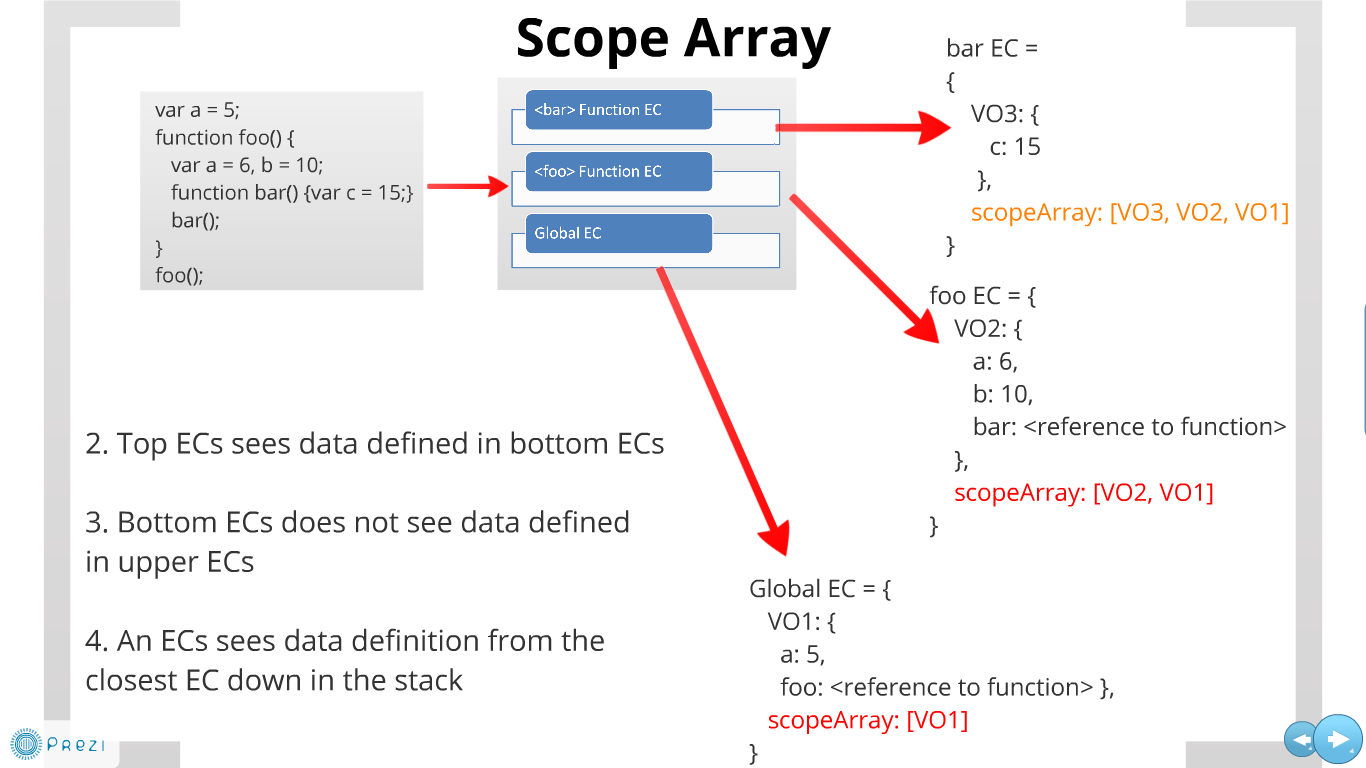 Scope Array
var a = 5;
function foo() {
var a = 6, b = 10;
function bar() {var c = 15;}
bar();
}
foo();
<bar> Function EC
<foo> Function EC
Global EC
bar EC =
{
VO3: {
c: 15
},
scopeArray: [VO3, VO2, VO1]
}
foo EC = {
VO2: {
a: 6,
b: 10,
bar: <reference to function>
},
scopeArray: [VO2, VO1]
}
Global EC = {
VO1: {
a: 5,
foo: <reference to function> },
scopeArray: [VO1]
}
2. Top ECs sees data defined in bottom ECs
3. Bottom ECs does not see data defined
in upper ECs
4. An ECs sees data definition from the
closest EC down in the stack
Prezi